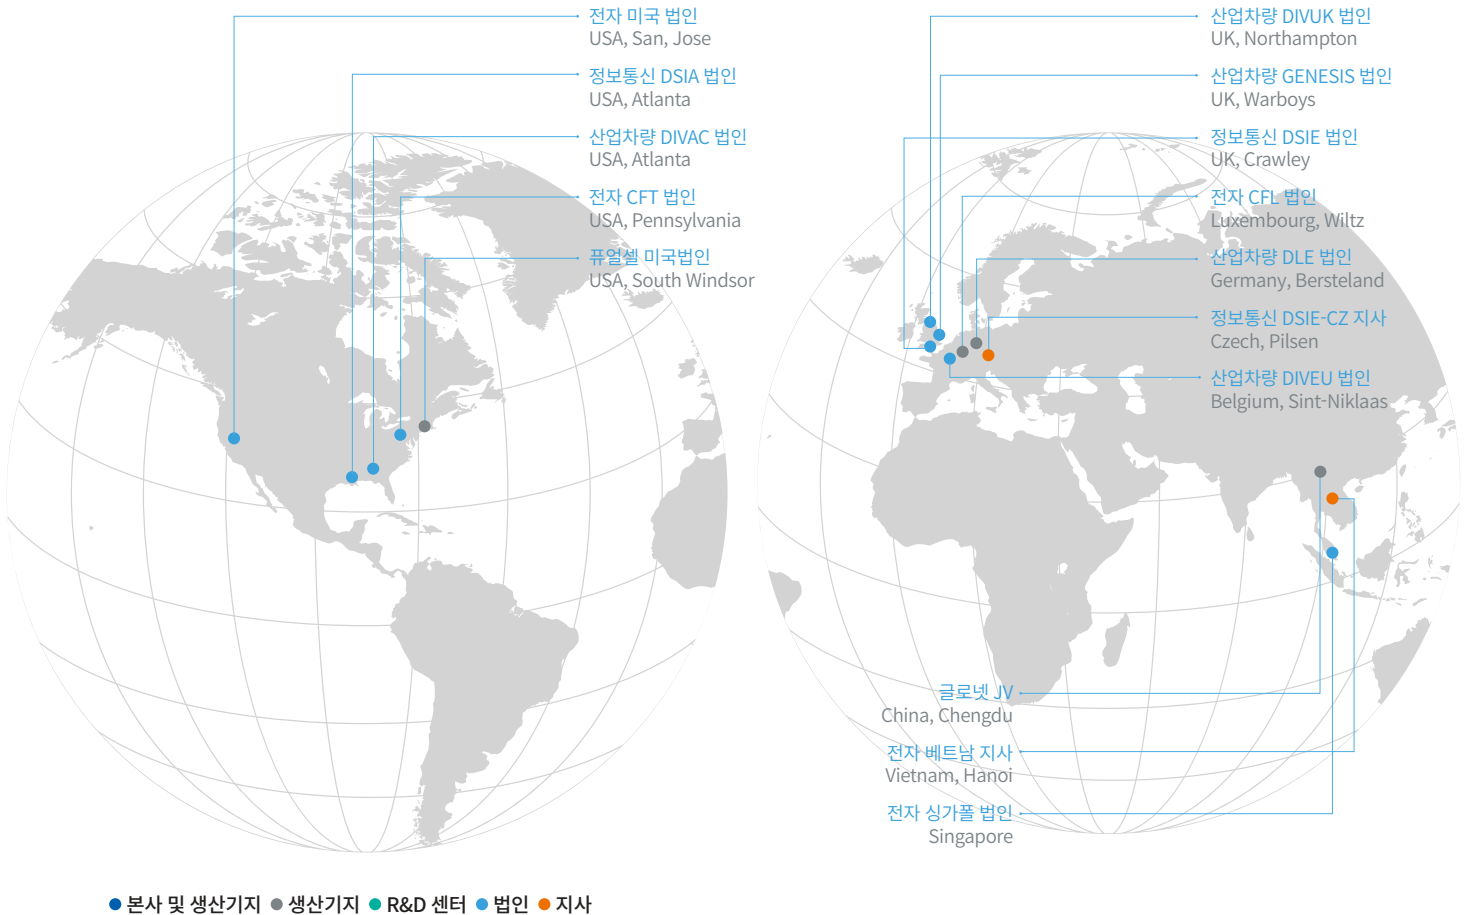 전자 미국 법인
USA, San, Jose
정보통신 DSIA 법인
USA, Atlanta
산업차량 DIVAC 법인
USA, Atlanta
전자 CFT 법인
USA, Pennsylvania
퓨얼셀 미국법인
USA, South Windsor
산업차량 DIVUK 법인
UK, Northampton
산업차량 GENESIS 법인
UK, Warboys
정보통신 DSIE 법인
UK, Crawley
전자 CFL 법인
Luxembourg, Wiltz
산업차량 DLE 법인
Germany, Bersteland
정보통신 DSIE-CZ 지사
Czech, Pilsen
산업차량 DIVEU 법인
Belgium, Sint-Niklaas
글로넷 JV
China, Chengdu
전자 베트남 지사
Vietnam, Hanoi
전자 싱가폴 법인
Singapore
본사 및 생산기지 생산기지 R&D 센터 법인 지사